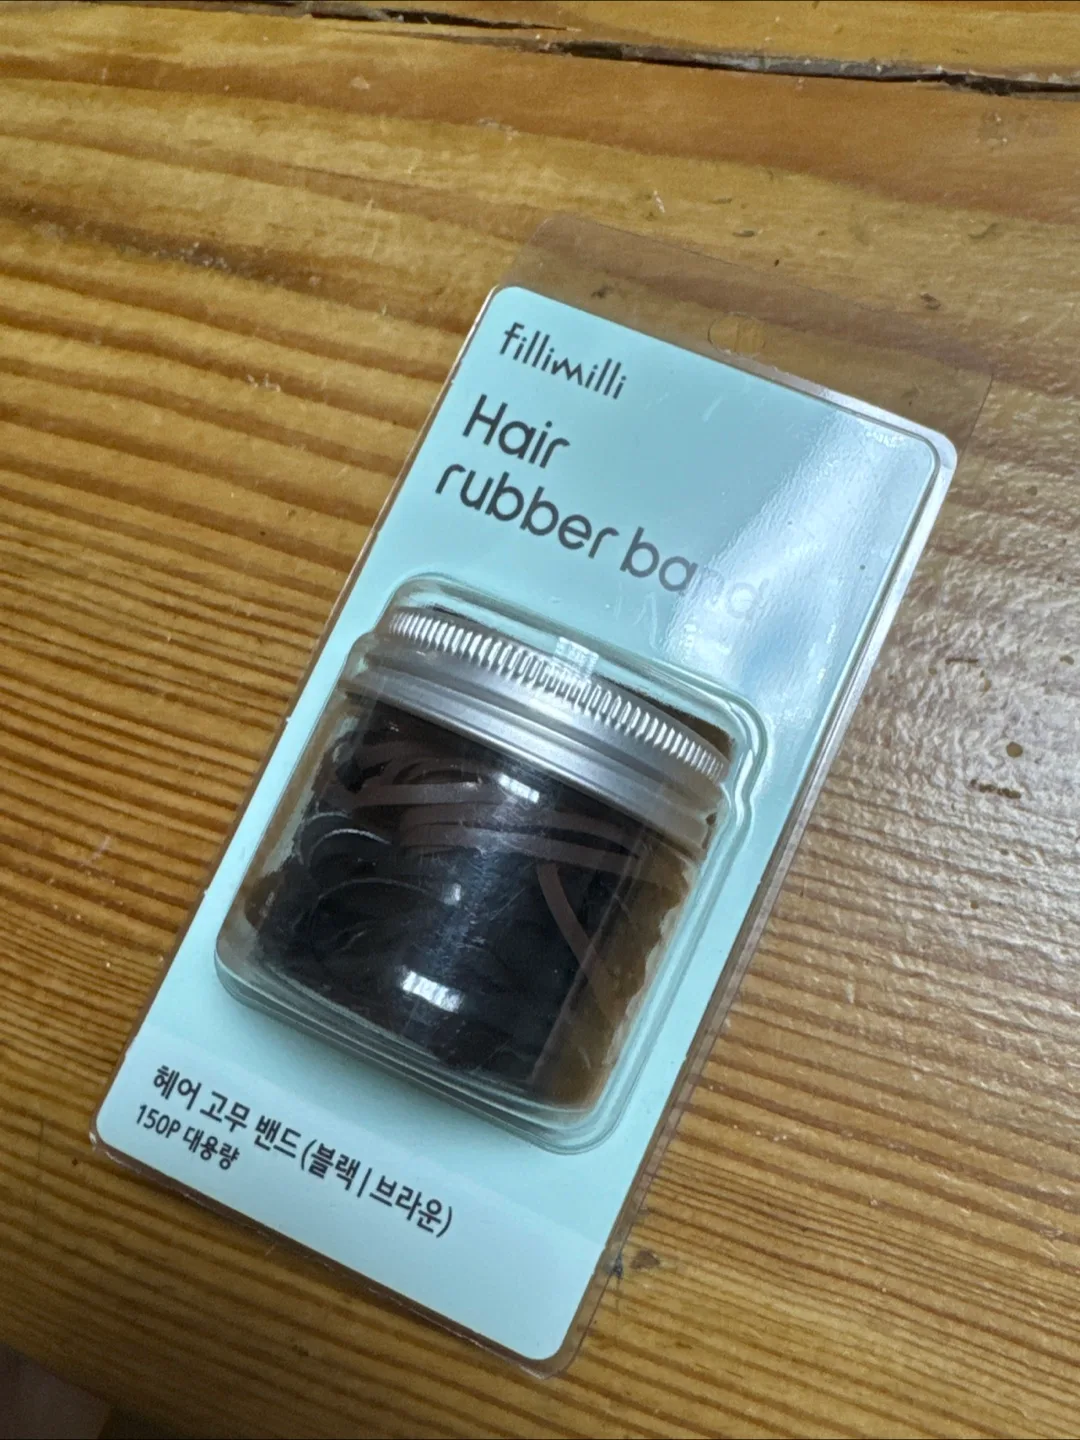 fillimilli
Hair
rubber band
헤어 고무 밴드(블랙|브라운)
150P 대용량